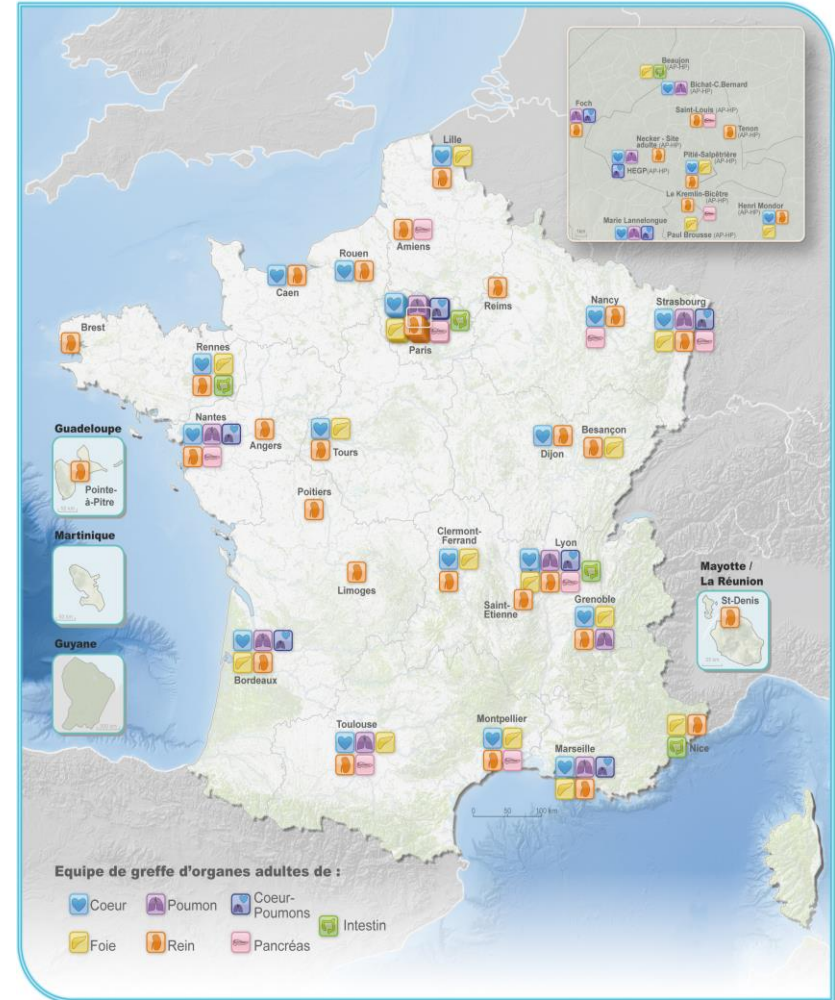 Beaujon
(AP-HP)
Bichat-C.Bernard
(AP-HP)
Foch
Saint-Louis (AP-HP)
Tenon
(AP-HP)
Necker - Site
adulte (AP-HP)
Pitié-Salpêtrière
(AP-HP)
HEGP(AP-HP)
Le Kremlin-Bicêtre
(AP-HP)
Henri Mondor
(AP-HP)
Marie Lannelongue
Paul Brousse (AP-HP)
Lille
Amiens
Rouen
Caen
Reims
Nancy
Strasbourg
Paris
Brest
Rennes
Nantes
Angers
Tours
Dijon
Besançon
Guadeloupe
Pointe-
à-Pitre
Poitiers
Martinique
Limoges
Clermont-
Ferrand
Lyon
Saint-
Etienne
Grenoble
Mayotte /
La Réunion
St-Denis
Guyane
Bordeaux
Toulouse
Montpellier
Marseille
Nice
0 50 100 km
Equipe de greffe d'organes adultes de :
Coeur
Poumon
Coeur-
Poumons
Intestin
Foie
Rein
Pancréas